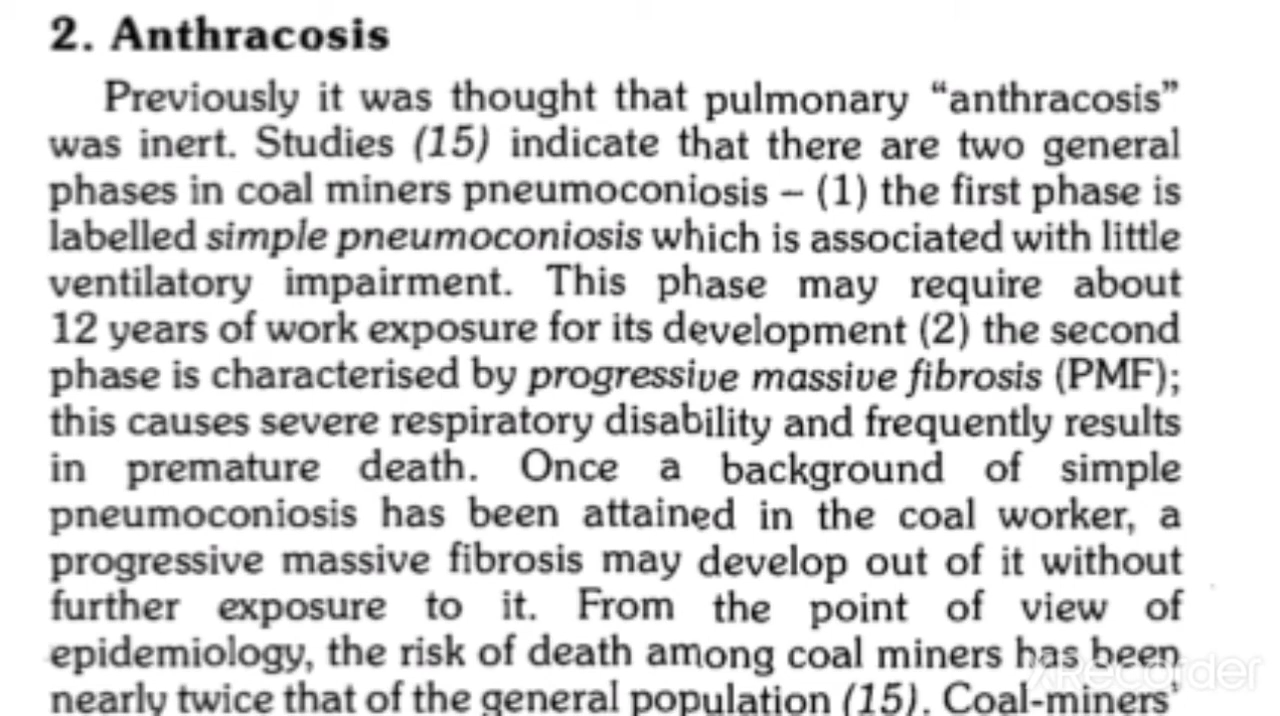 2. Anthracosis
Previously it was thought that pulmonary “anthracosis”
was inert. Studies (15) indicate that there are two general
phases in coal miners pneumoconiosis – (1) the first phase is
labelled simple pneumoconiosis which is associated with little
ventilatory impairment. This phase may require about
12 years of work exposure for its development (2) the second
phase is characterised by progressive massive fibrosis (PMF);
this causes severe respiratory disability and frequently results
in premature death. Once a background of simple
pneumoconiosis has been attained in the coal worker, a
progressive massive fibrosis may develop out of it without
further exposure to it. From the point of view of
epidemiology, the risk of death among coal miners has been
nearly twice that of the general population (15). Coal-miners'
XRecorder